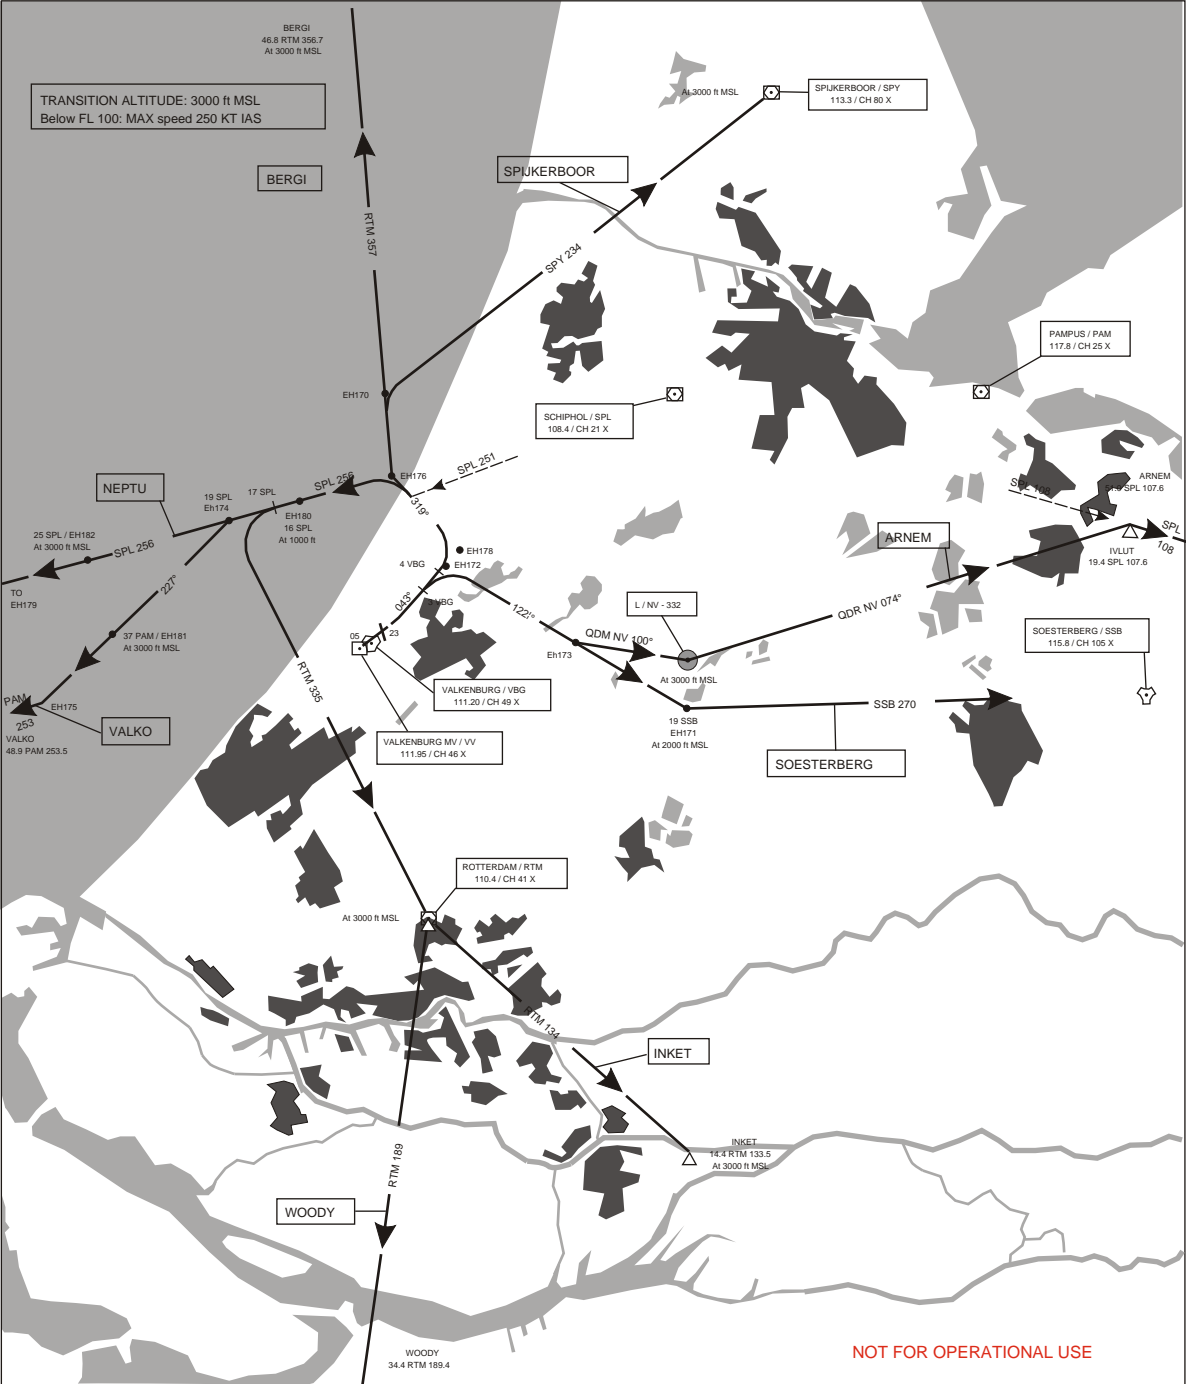 BERGI
46.8 RTM 356.7
At 3000 ft MSL
TRANSITION ALTITUDE: 3000 ft MSL
Below FL 100: MAX speed 250 KT IAS
At 3000 ft MSL
SPIJKERBOOR / SPY
113.3 / CH 80 X
BERGI
SPIJKERBOOR
RTM 357
SPY 234
PAMPUS / PAM
117.8 / CH 25 X
EH170
SCHIPHOL / SPL
108.4 / CH 21 X
NEPTU
SPL 256
EH176
SPL 251
19 SPL
Eh174
17 SPL
EH180
16 SPL
At 1000 ft
319°
ARNEM
51.9 SPL 107.6
SPL 108
SPL
108
ARNEM
IVLUT
19.4 SPL 107.6
25 SPL / EH182
At 3000 ft MSL
SPL 256
TO
EH179
227°
EH178
4 VBG
EH172
3 VBG
043°
122°
L / NV - 332
QDR NV 074°
05
23
37 PAM / EH181
At 3000 ft MSL
QDM NV 100°
Eh173
At 3000 ft MSL
SOESTERBERG / SSB
115.8 / CH 105 X
RTM 335
VALKENBURG / VBG
111.20 / CH 49 X
PAM
253
EH175
VALKO
VALKO
48.9 PAM 253.5
VALKENBURG MV / VV
111.95 / CH 46 X
19 SSB
EH171
At 2000 ft MSL
SSB 270
SOESTERBERG
ROTTERDAM / RTM
110.4 / CH 41 X
At 3000 ft MSL
RTM 134
INKET
INKET
14.4 RTM 133.5
At 3000 ft MSL
RTM 189
WOODY
WOODY
34.4 RTM 189.4
NOT FOR OPERATIONAL USE